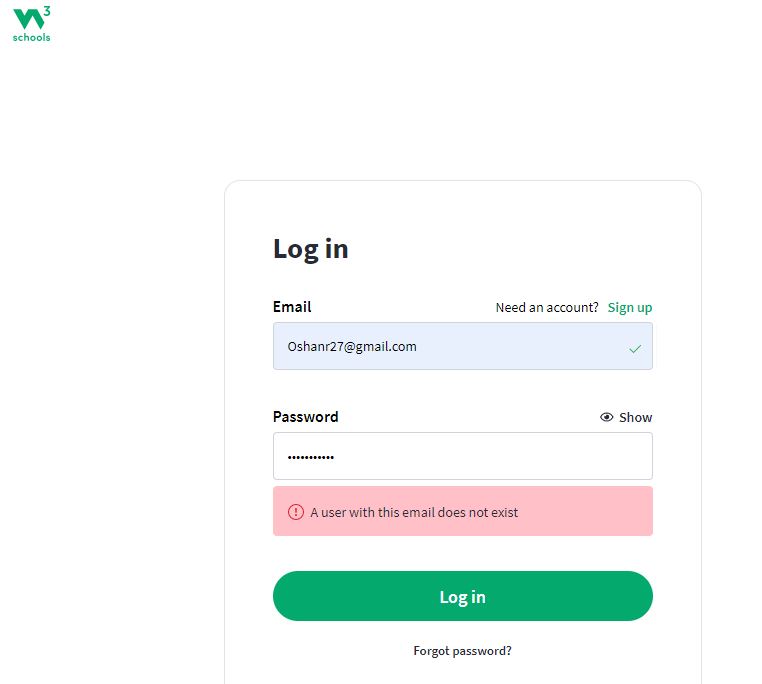 3
schools
Log in
Email
Need an account? Sign up
Oshanr27@gmail.com
Password
Show
•••••••••••
A user with this email does not exist
Log in
Forgot password?